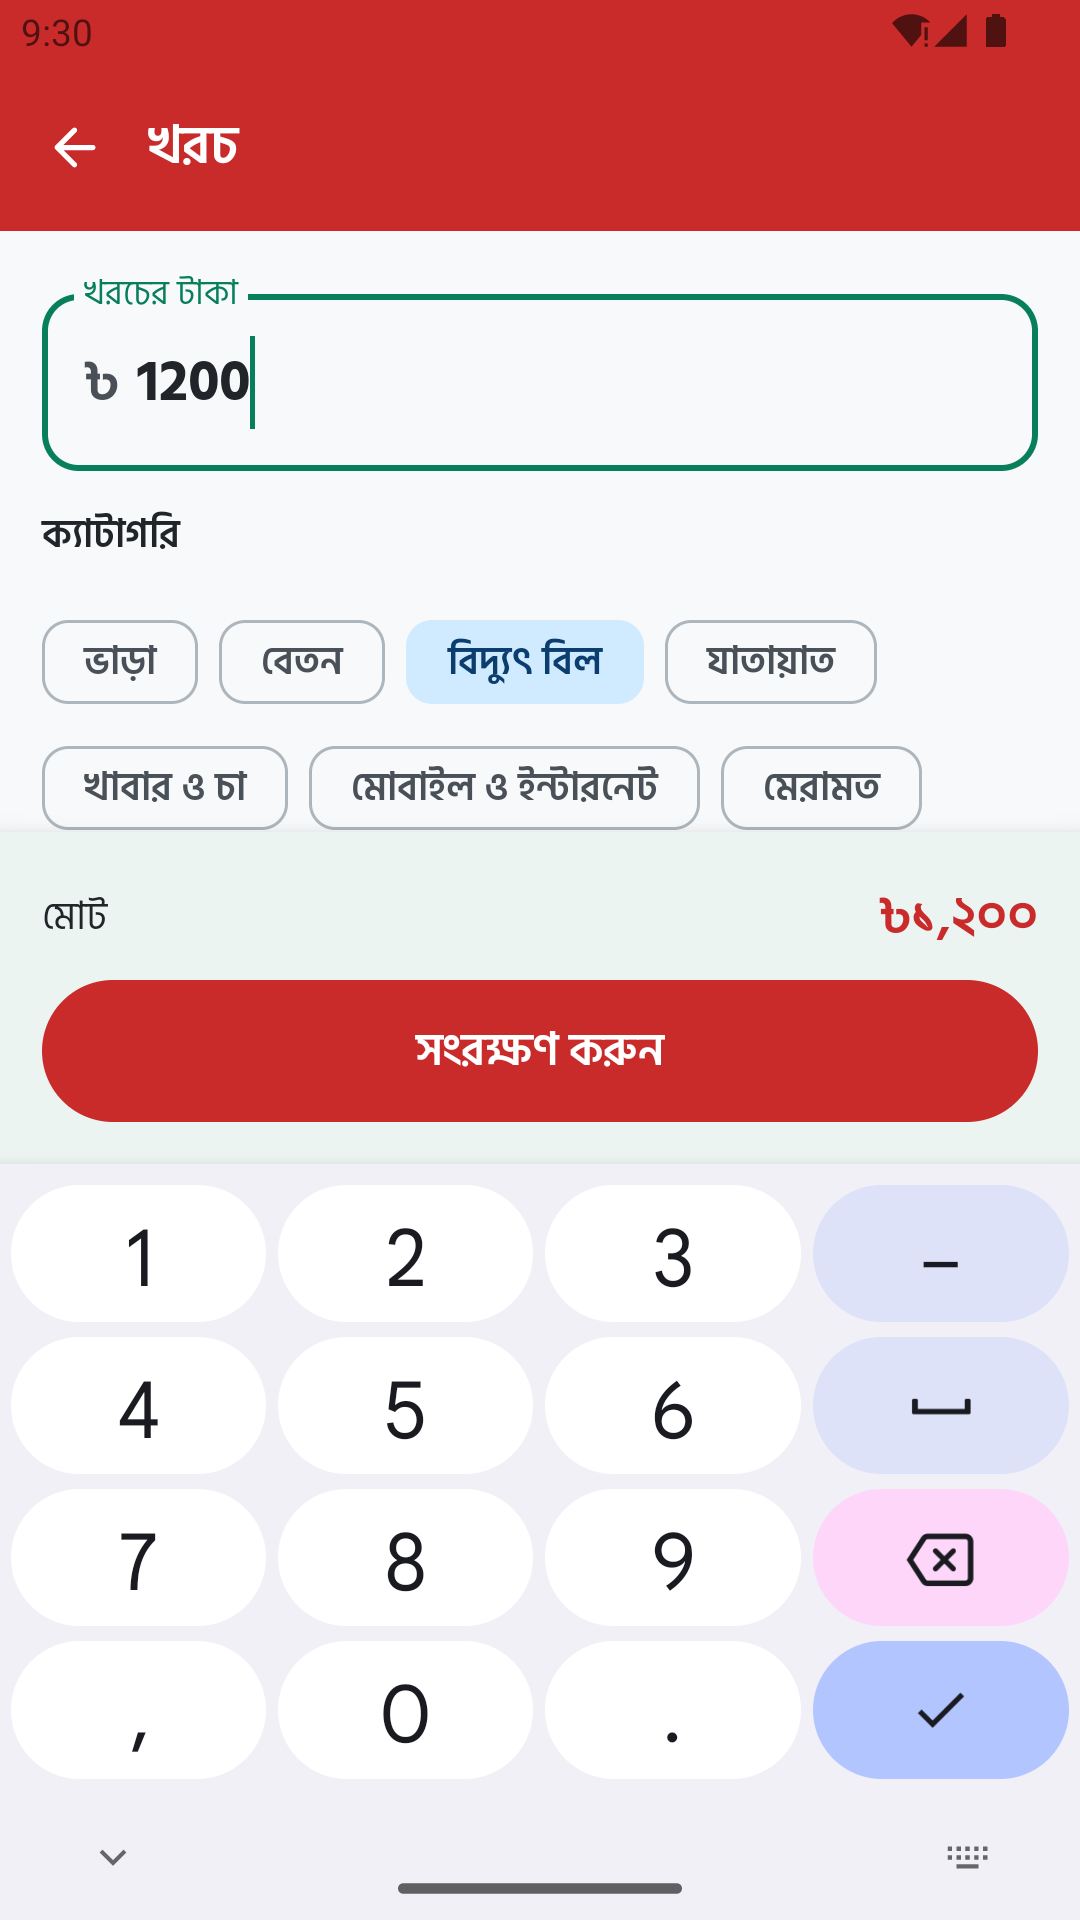 9:30
খরচ
খরচের টাকা
৳ 1200
ক্যাটাগরি
ভাড়া বেতন বিদ্যুৎ বিল যাতায়াত
খাবার ও চা মোবাইল ও ইন্টারনেট মেরামত
মোট ৳১,২০০
সংরক্ষণ করুন
1 2 3 –
4 5 6
7 8 9
, 0 .